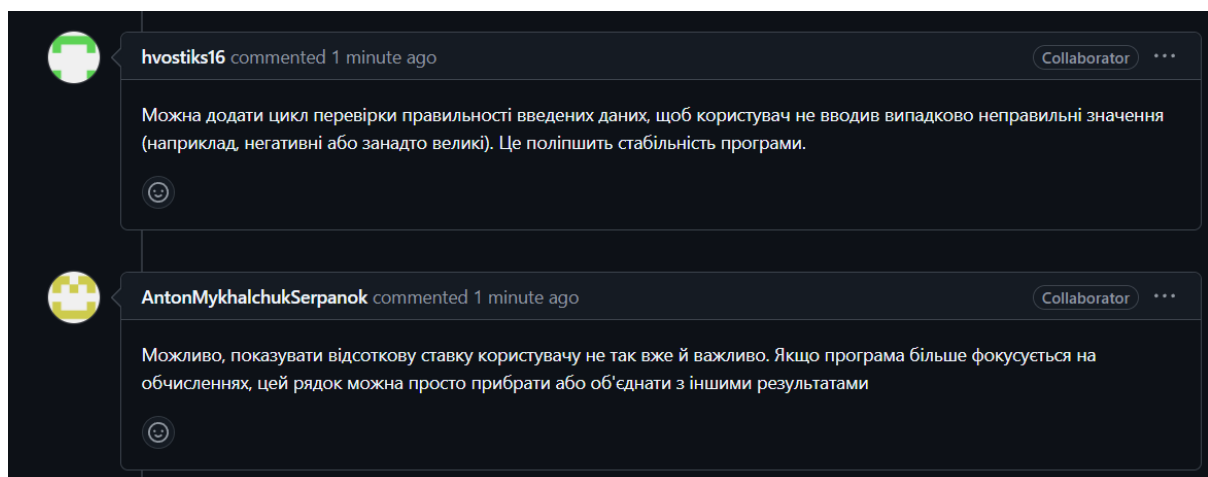 hvostiks16 commented 1 minute ago Collaborator
Можна додати цикл перевірки правильності введених даних, щоб користувач не вводив випадково неправильні значення
(наприклад, негативні або занадто великі). Це поліпшить стабільність програми.
AntonMykhalchukSerpanok commented 1 minute ago Collaborator
Можливо, показувати відсоткову ставку користувачу не так вже й важливо. Якщо програма більше фокусується на
обчисленнях, цей рядок можна просто прибрати або об'єднати з іншими результатами